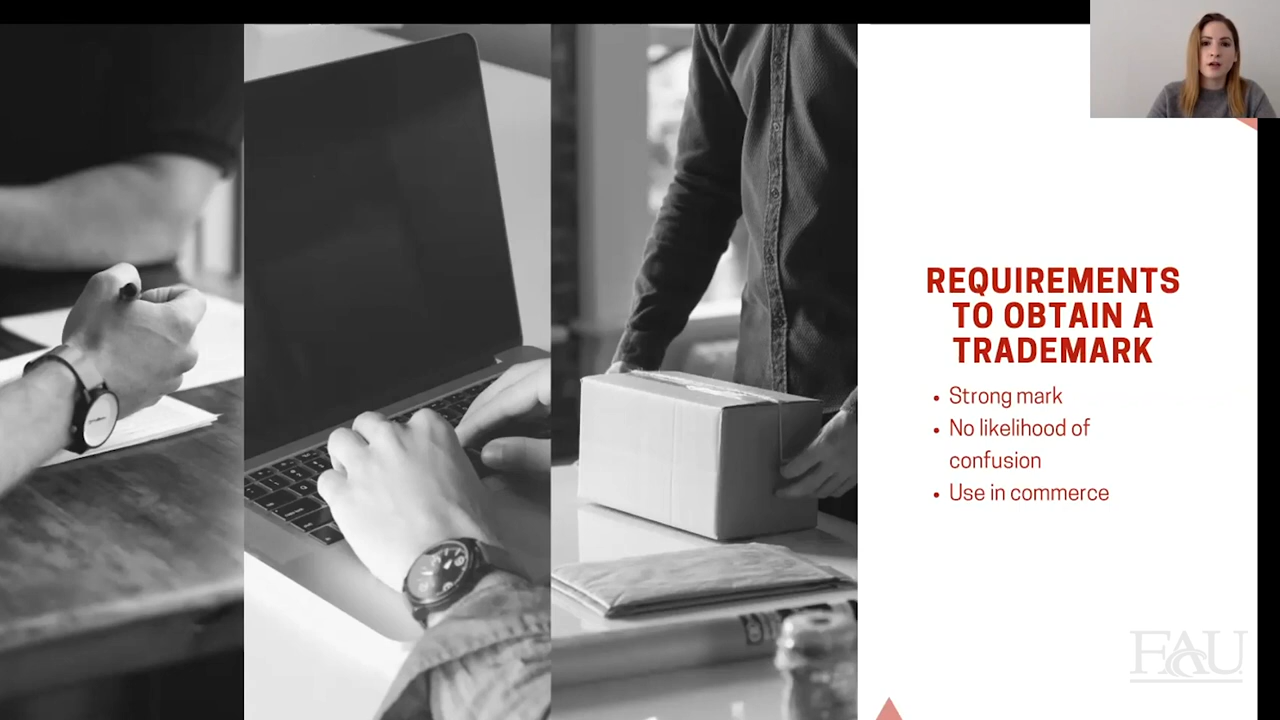 REQUIREMENTS
TO OBTAIN A
TRADEMARK
• Strong mark
• No likelihood of
confusion
• Use in commerce
FAU